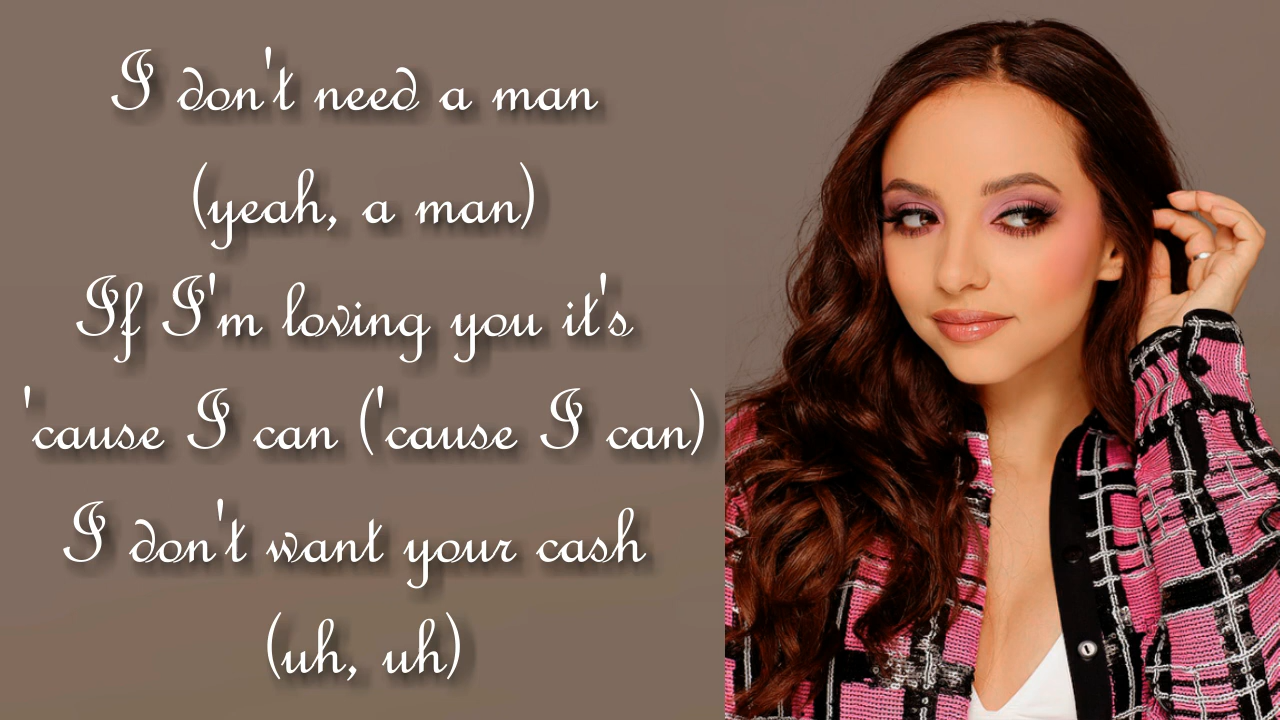 I don't need a man
(yeah, a man)
If I'm loving you it's
'cause I can ('cause I can)
I don't want your cash
(uh, uh)